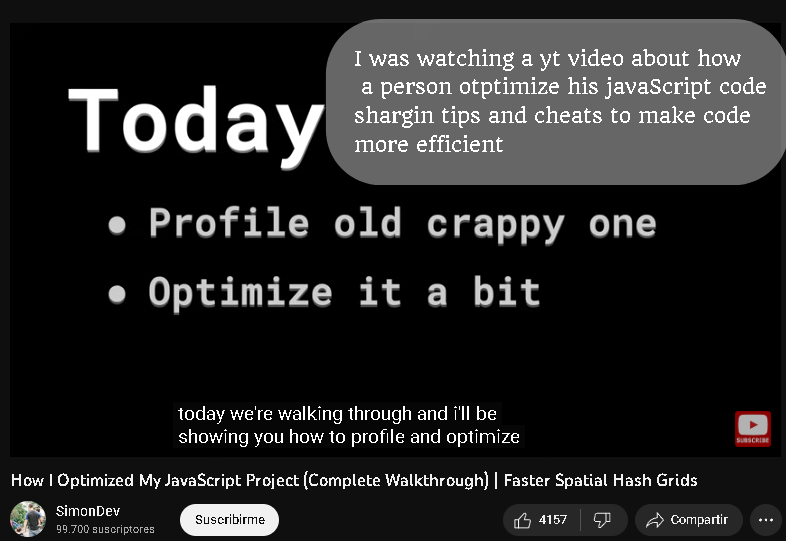 I was watching a yt video about how
a person otptimize his javaScript code
shargin tips and cheats to make code
more efficient
Today
• Profile old crappy one
• Optimize it a bit
today we're walking through and i'll be
showing you how to profile and optimize
SUBSCRIBE
How I Optimized My JavaScript Project (Complete Walkthrough) | Faster Spatial Hash Grids
SimonDev
99.700 suscriptores
Suscribirme
4157
Compartir